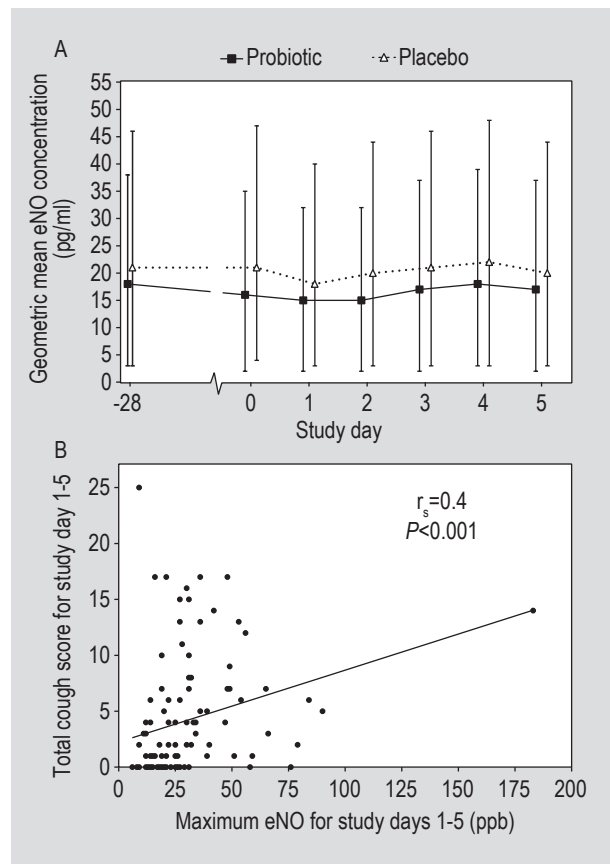 A
Probiotic Placebo
Geometric mean eNO concentration
(pg/ml)
55
50
45
40
35
30
25
20
15
10
5
0
-28 0 1 2 3 4 5
Study day
B
Total cough score for study day 1-5
25
20
15
10
5
0
rs=0.4
P<0.001
0 25 50 75 100 125 150 175 200
Maximum eNO for study days 1-5 (ppb)